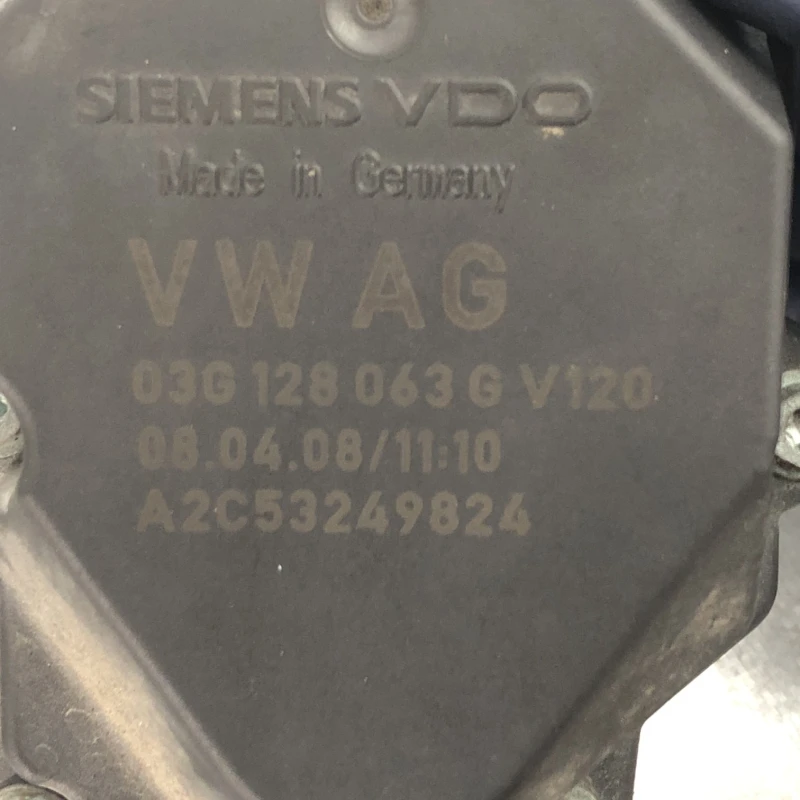 SIEMENS VDO
Made in Germany
VW AG
03G 128 063 G V120
08.04.08/11:10
A2C53249824